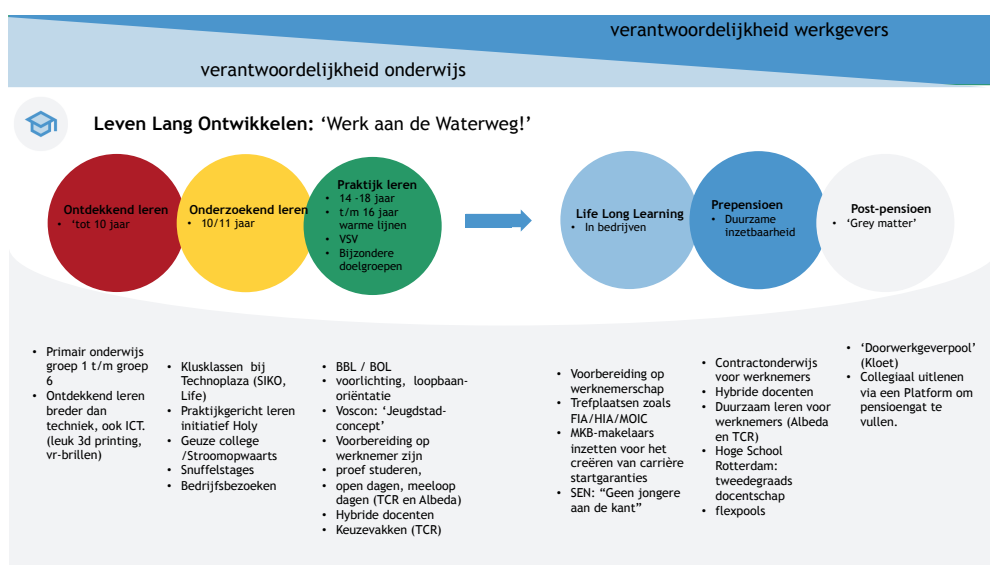 verantwoordelijkheid werkgevers
verantwoordelijkheid onderwijs
Leven Lang Ontwikkelen: ‘Werk aan de Waterweg!’
Ontdekkend leren
• ‘tot 10 jaar
Onderzoekend leren
• 10/11 jaar
Praktijk leren
• 14 -18 jaar
• t/m 16 jaar
warme lijnen
• VSV
• Bijzondere
doelgroepen
Life Long Learning
• In bedrijven
Prepensioen
• Duurzame
inzetbaarheid
Post-pensioen
• ‘Grey matter’
• Primair onderwijs
groep 1 t/m groep
6
• Ontdekkend leren
breder dan
techniek, ook ICT.
(leuk 3d printing,
vr-brillen)
• Klusklassen bij
Technoplaza (SIKO,
Life)
• Praktijkgericht leren
initiatief Holy
• Geuze college
/Stroomopwaarts
• Snuffelstages
• Bedrijfsbezoeken
• BBL / BOL
• voorlichting, loopbaan-
oriëntatie
• Voscon: ‘Jeugdstad-
concept’
• Voorbereiding op
werknemer zijn
• proef studeren,
• open dagen, meeloop
dagen (TCR en Albeda)
• Hybride docenten
• Keuzevakken (TCR)
• Voorbereiding op
werknemerschap
• Trefplaatsen zoals
FIA/HIA/MOIC
• MKB-makelaars
inzetten voor het
creëren van carrière
startgaranties
• SEN: “Geen jongere
aan de kant”
• Contractonderwijs
voor werknemers
• Hybride docenten
• Duurzaam leren voor
werknemers (Albeda
en TCR)
• Hoge School
Rotterdam:
tweedegraads
docentschap
• flexpools
• ‘Doorwerkgeverpool’
(Kloet)
• Collegiaal uitlenen
via een Platform om
pensioengat te
vullen.